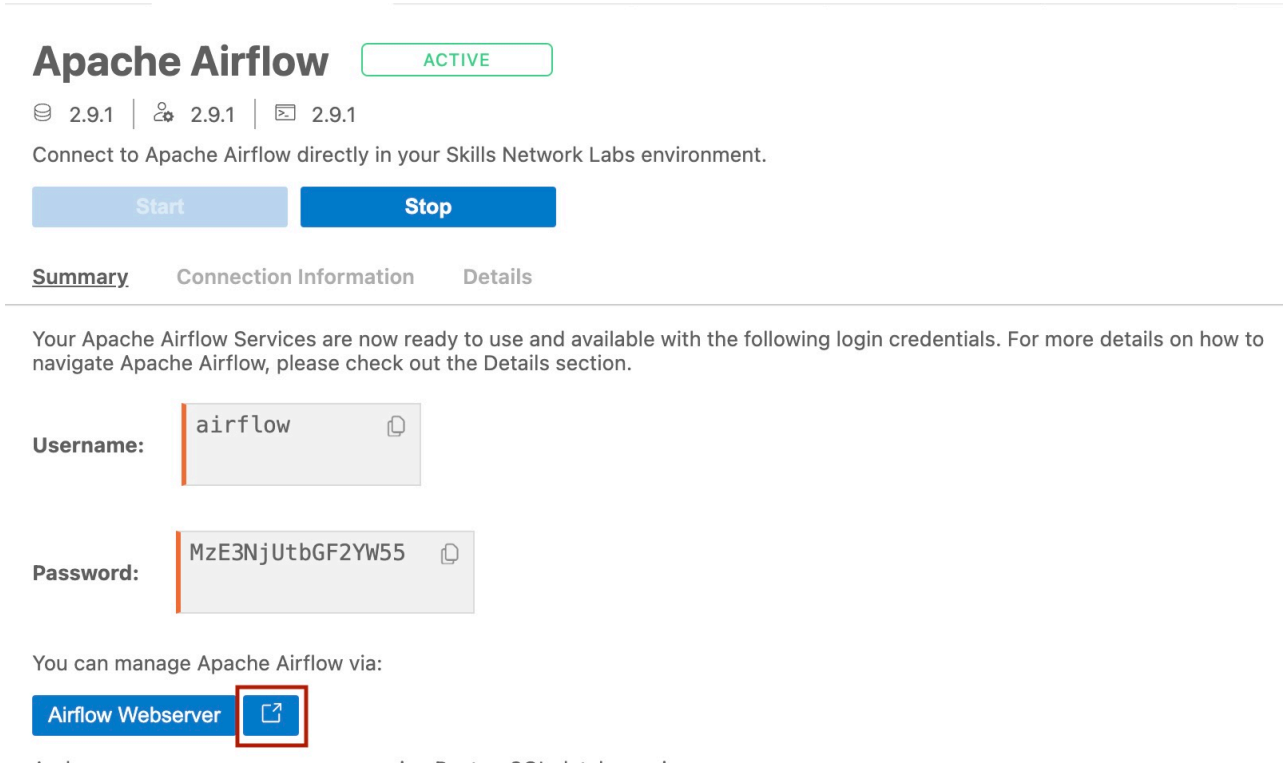 Apache Airflow ACTIVE
2.9.1 2.9.1 2.9.1
Connect to Apache Airflow directly in your Skills Network Labs environment.
Start Stop
Summary Connection Information Details
Your Apache Airflow Services are now ready to use and available with the following login credentials. For more details on how to
navigate Apache Airflow, please check out the Details section.
Username: airflow
Password: MzE3NjUtbGF2YW55
You can manage Apache Airflow via:
Airflow Webserver